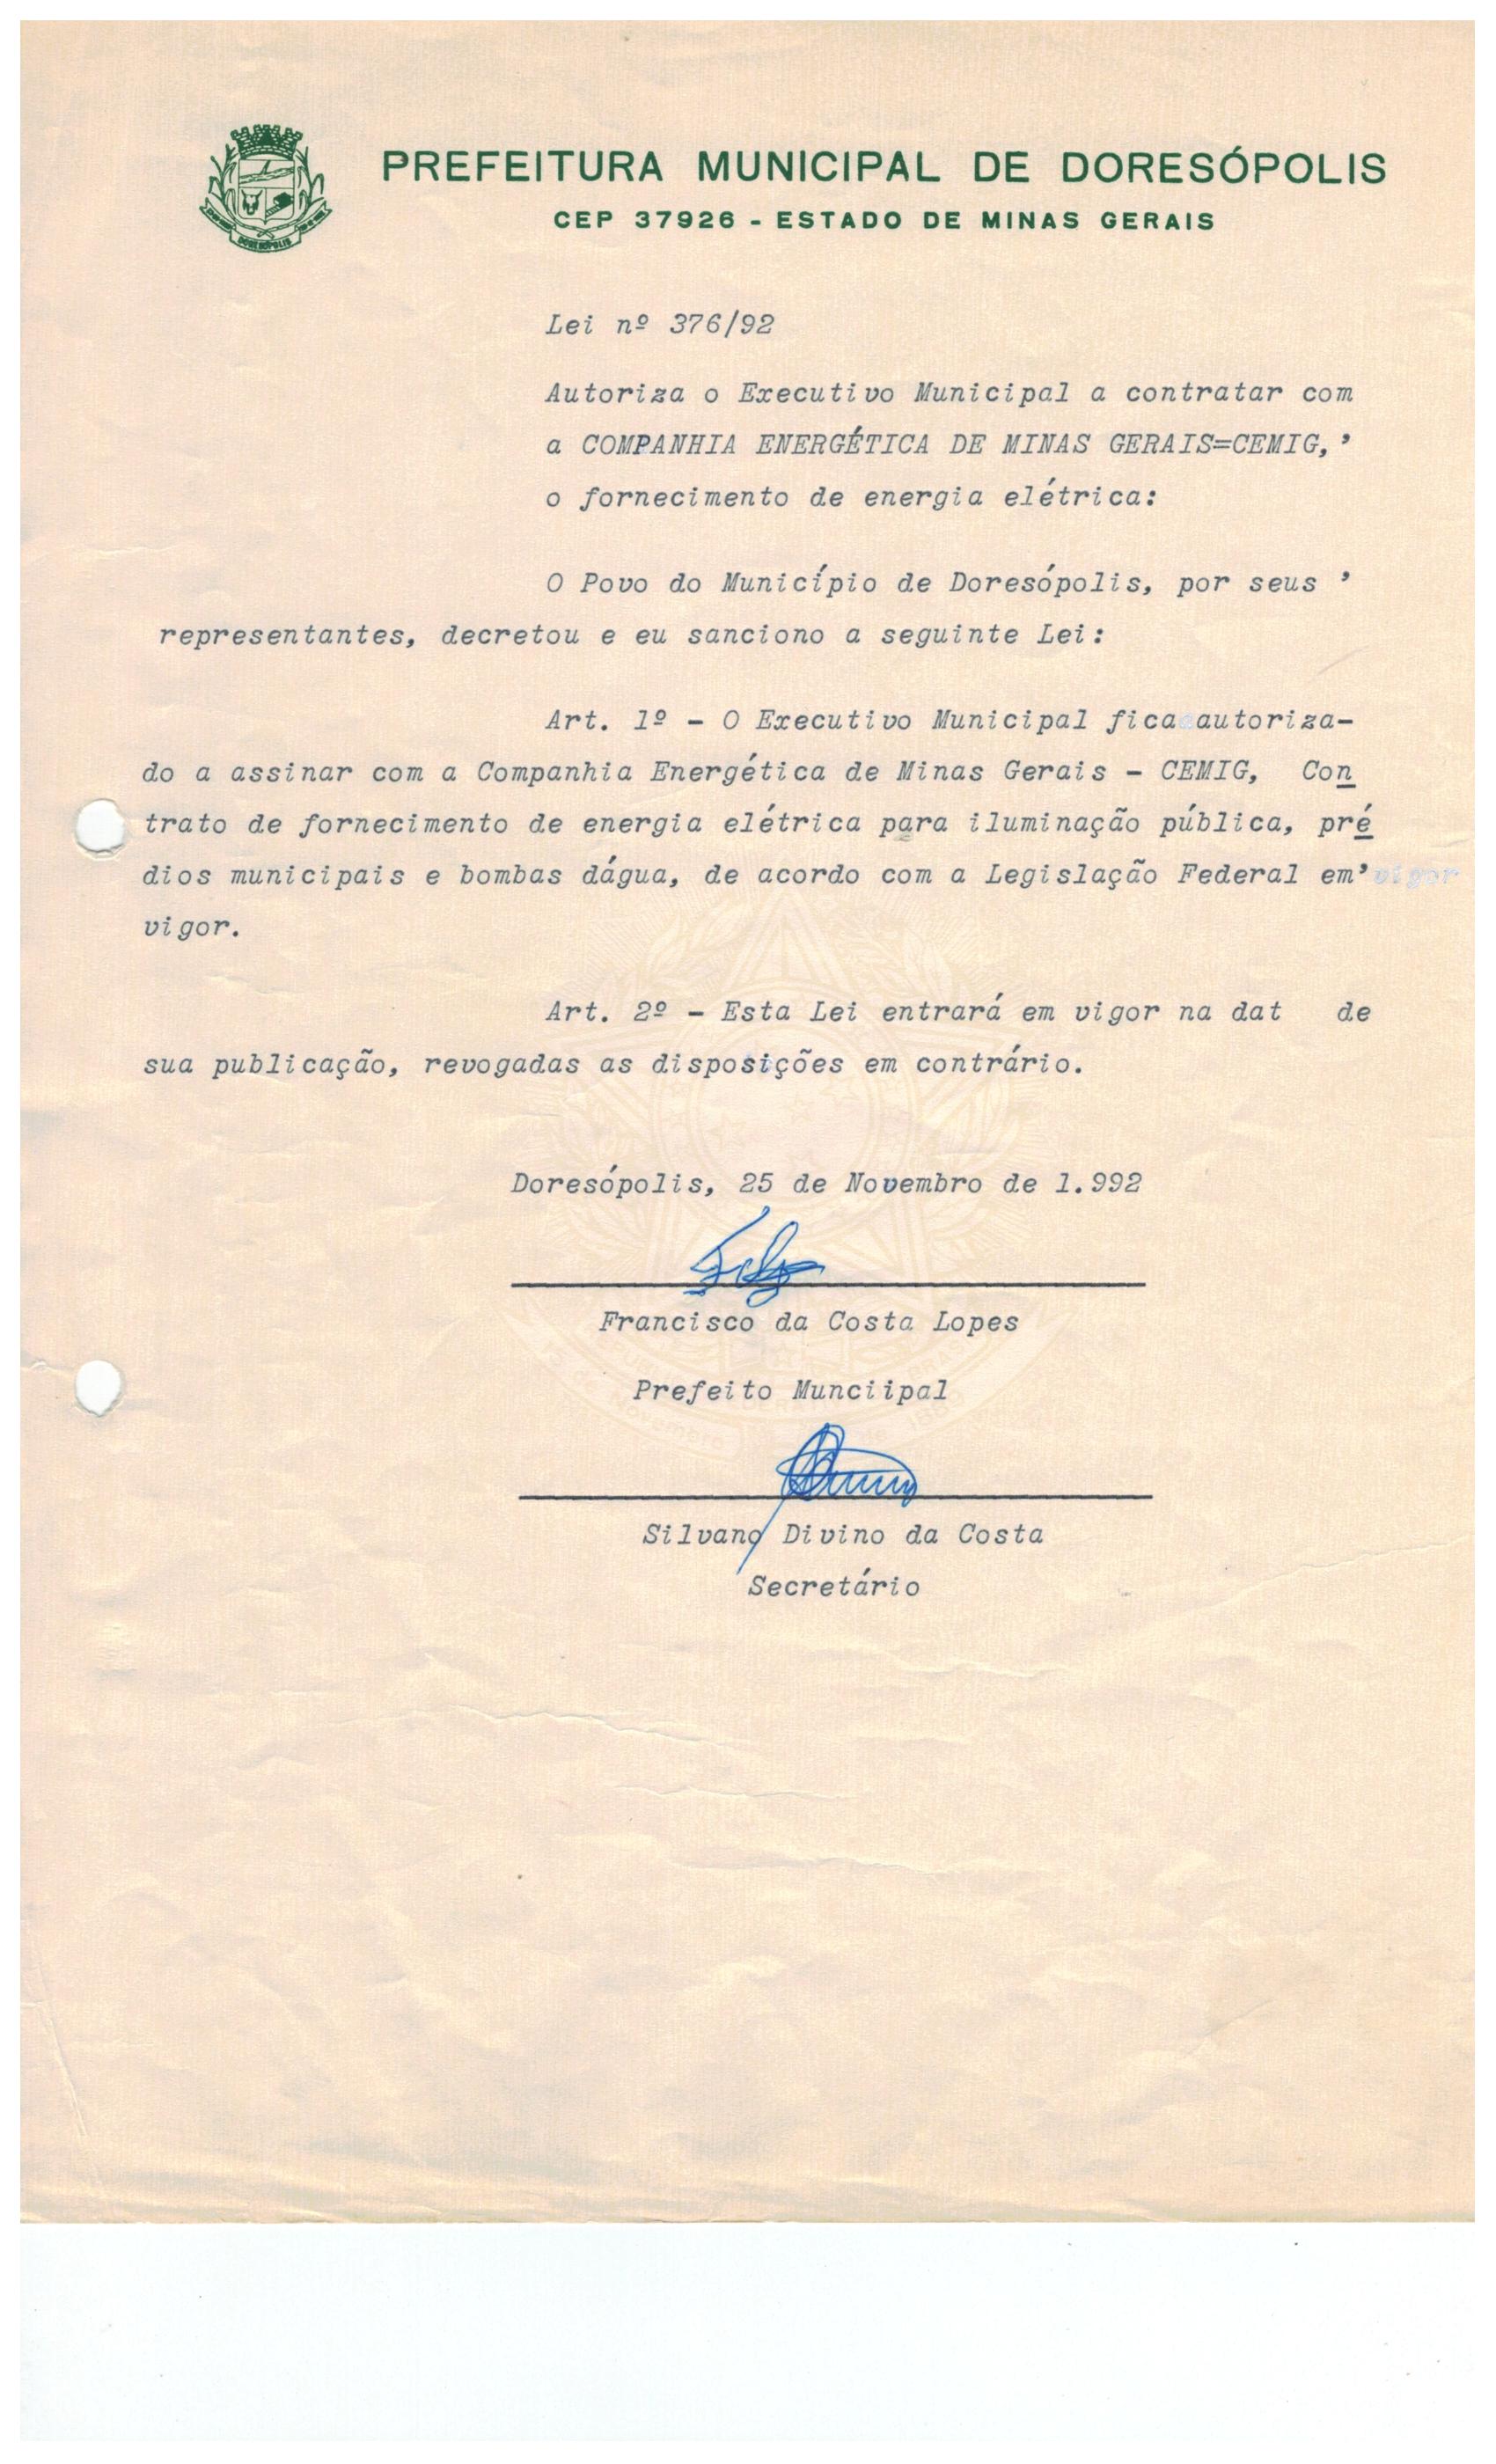 PREFEITURA MUNICIPAL DE DORESÓPOLIS
CEP 37926 - ESTADO DE MINAS GERAIS
DORESÓPOLIS
Lei nº 376/92
Autoriza o Executivo Municipal a contratar com
a COMPANHIA ENERGÉTICA DE MINAS GERAIS=CEMIG,'
o fornecimento de energia elétrica:
O Povo do Município de Doresópolis, por seus '
representantes, decretou e eu sanciono a seguinte Lei:
Art. 1º - O Executivo Municipal fica autoriza-
do a assinar com a Companhia Energética de Minas Gerais - CEMIG, Con
trato de fornecimento de energia elétrica para iluminação pública, pré
dios municipais e bombas dágua, de acordo com a Legislação Federal em' vigor
vigor.
Art. 2º - Esta Lei entrará em vigor na dat de
sua publicação, revogadas as disposições em contrário.
Doresópolis, 25 de Novembro de 1.992
Francisco da Costa Lopes
Prefeito Munciipal
Silvano Divino da Costa
Secretário